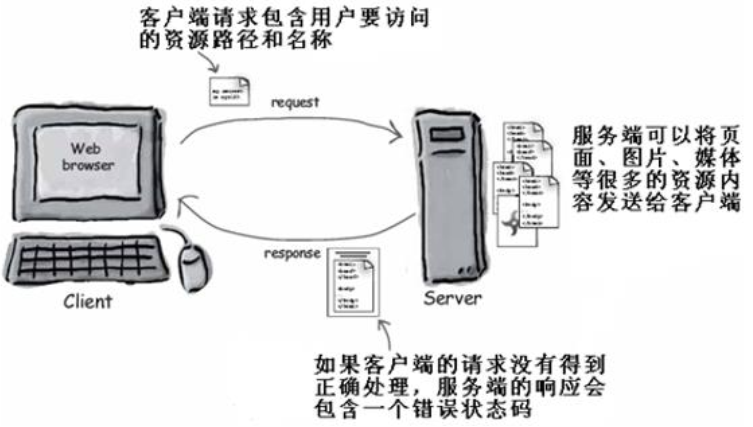 客户端请求包含用户要访问
的资源路径和名称
request
Web
browser
服务端可以将页
面、图片、媒体
等很多的资源内
容发送给客户端
response
Client
Server
如果客户端的请求没有得到
正确处理，服务端的响应会
包含一个错误状态码